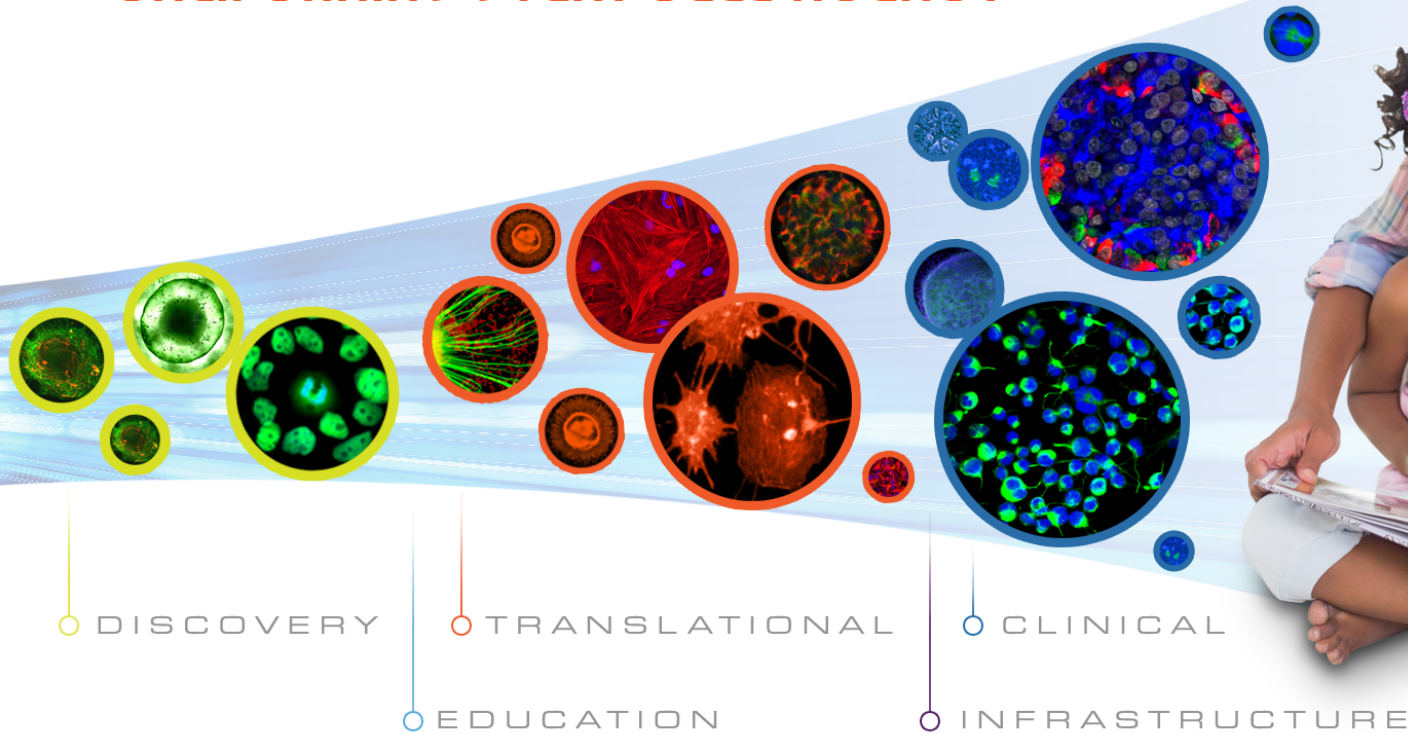 DISCOVERY
TRANSLATIONAL
CLINICAL
EDUCATION
INFRASTRUCTURE